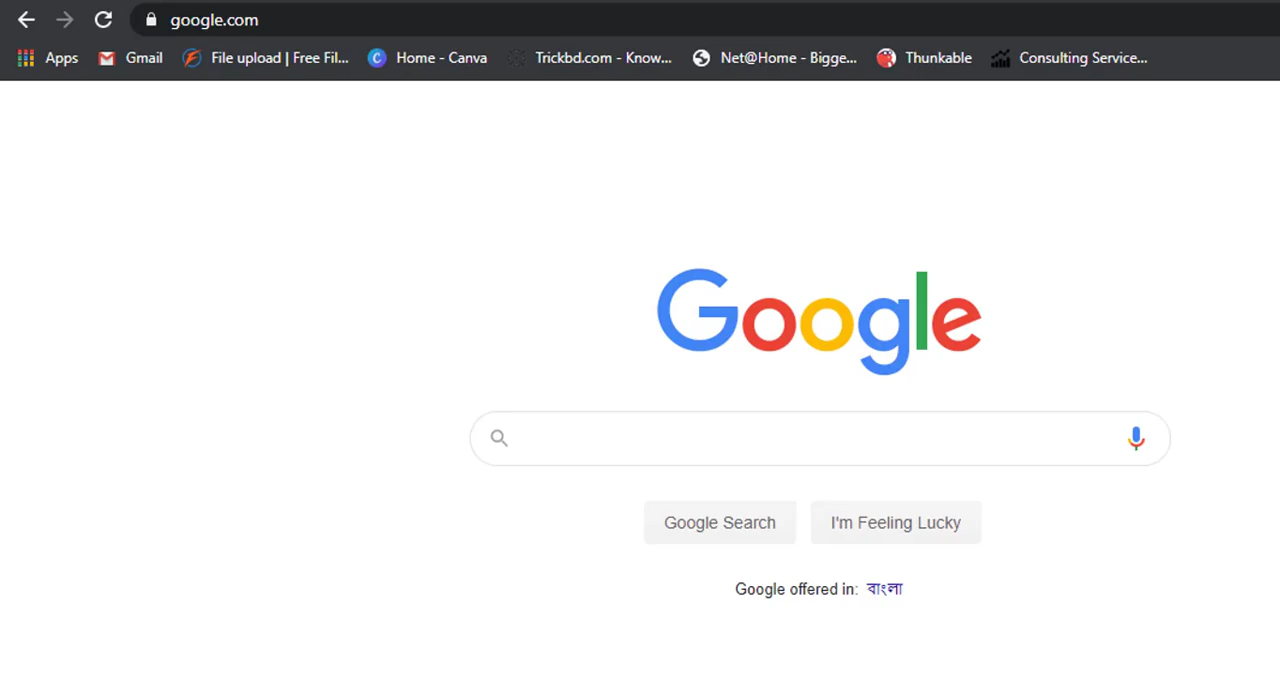 google.com
Apps Gmail File upload | Free Fil... Home - Canva Trickbd.com - Know... Net@Home - Bigge... Thunkable Consulting Service...
Google
Google Search I'm Feeling Lucky
Google offered in: বাংলা